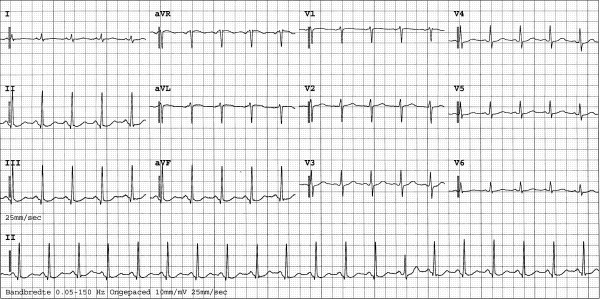 I aVR V1 V4
II aVL V2 V5
III aVF V3 V6
25mm/sec
II
Bandbredte 0.05-150 Hz Ongepaced 10mm/mV 25mm/sec